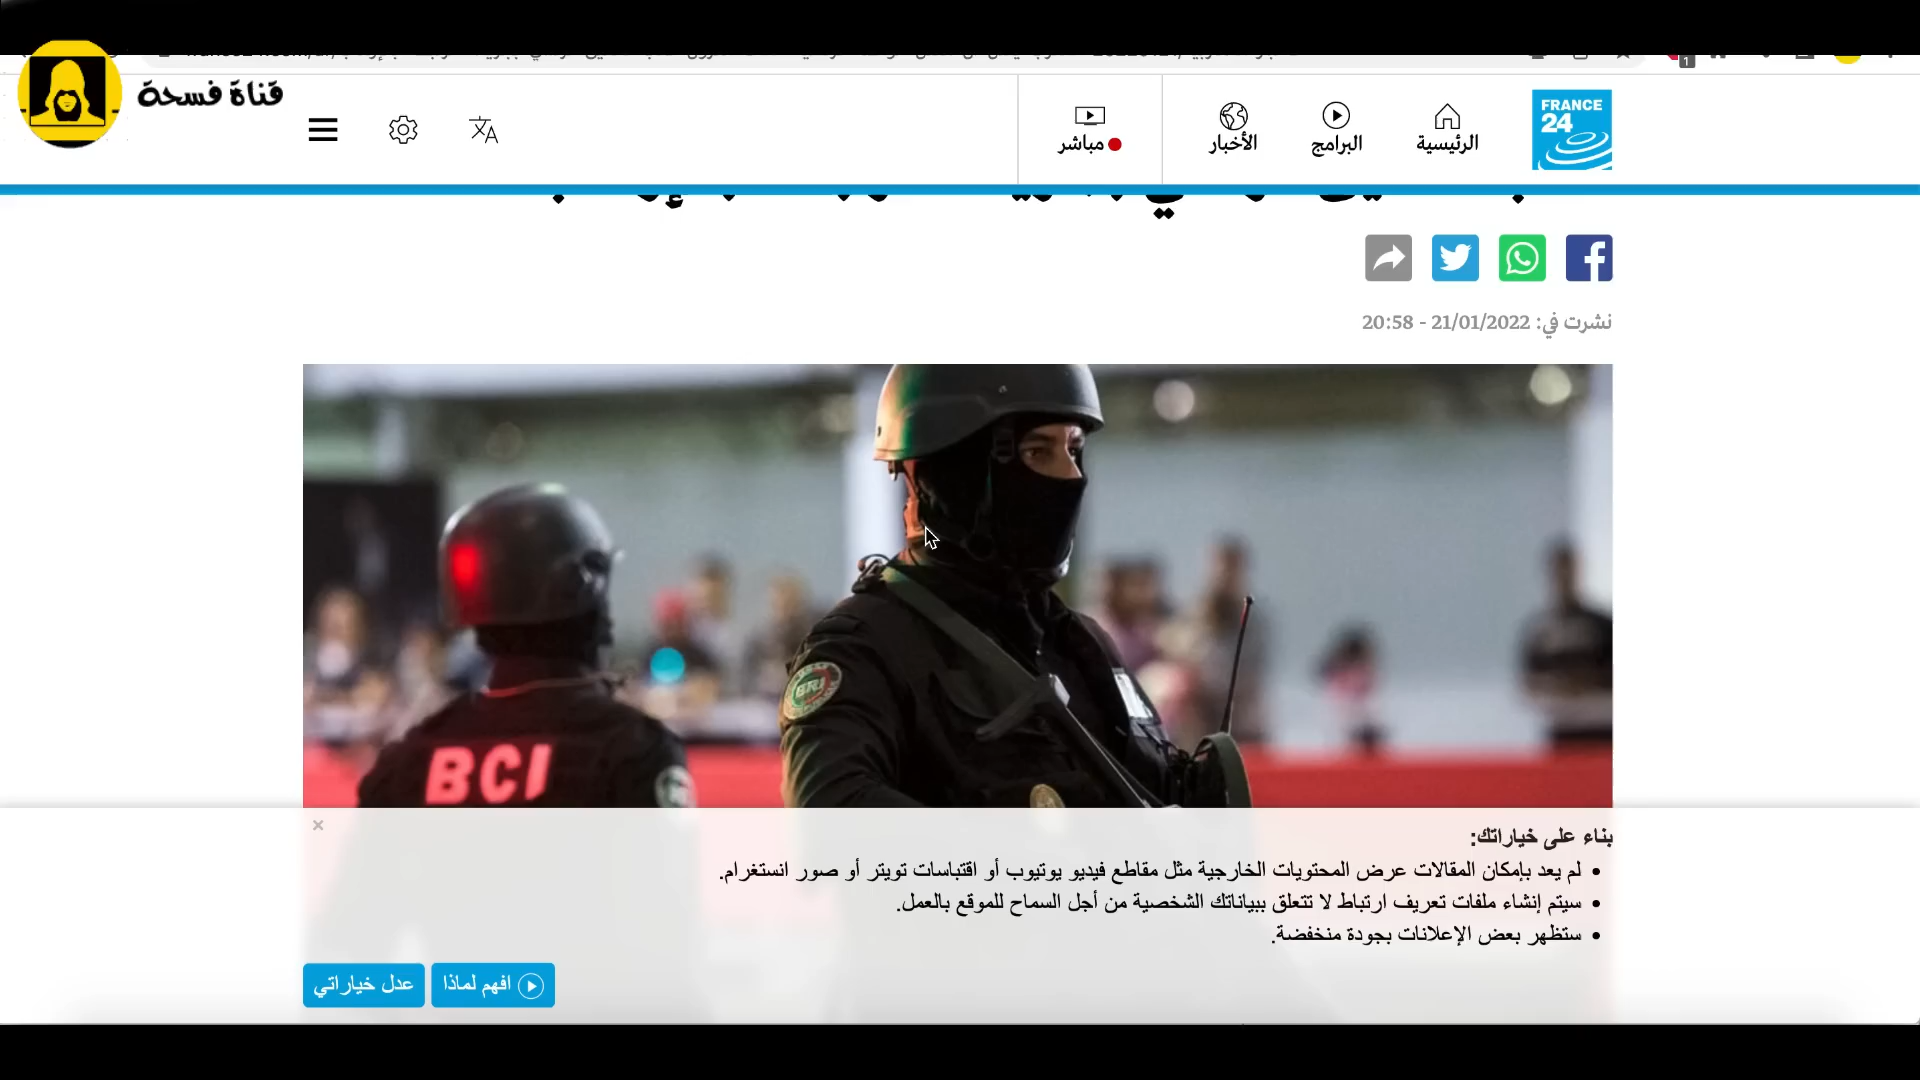 قناة فسحة
FRANCE
24
الرئيسية
البرامج
الأخبار
مباشر
1
نشرت في: 21/01/2022 - 20:58
BRI
BCI
بناء على خياراتك:
• لم يعد بإمكان المقالات عرض المحتويات الخارجية مثل مقاطع فيديو يوتيوب أو اقتباسات تويتر أو صور انستغرام.
• سيتم إنشاء ملفات تعريف ارتباط لا تتعلق ببياناتك الشخصية من أجل السماح للموقع بالعمل.
• ستظهر بعض الإعلانات بجودة منخفضة.
افهم لماذا
عدل خياراتي